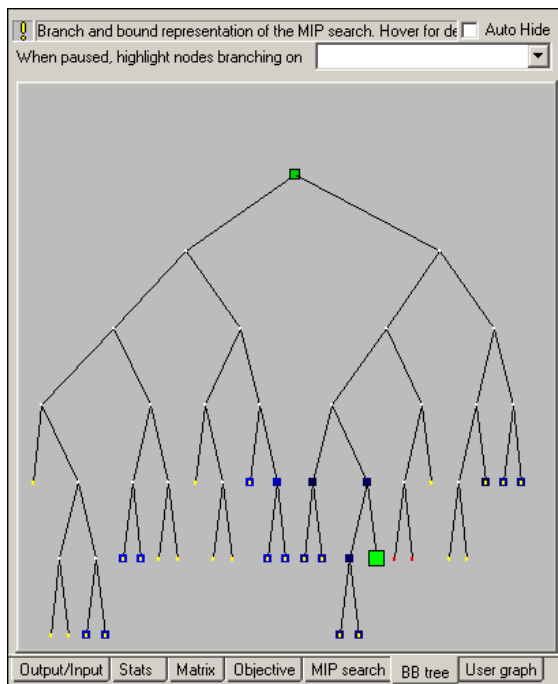 Branch and bound representation of the MIP search. Hover for de Auto Hide
When paused, highlight nodes branching on
Output/Input Stats Matrix Objective MIP search BB tree User graph